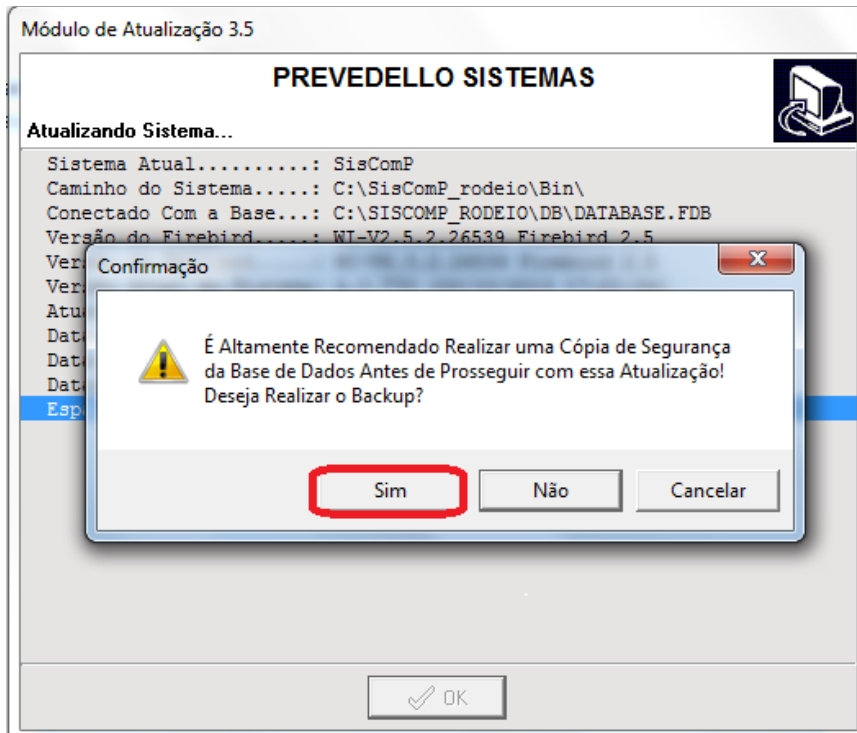 Módulo de Atualização 3.5
PREVEDELLO SISTEMAS
Atualizando Sistema...
Sistema Atual..........: SisComP
Caminho do Sistema.....: C:\SisComP_rodeio\Bin\
Conectado Com a Base...: C:\SISCOMP_RODEIO\DB\DATABASE.FDB
Versão do Firebird.....: WI-V2.5.2.26539 Firebird 2.5
Confirmação
É Altamente Recomendado Realizar uma Cópia de Segurança
da Base de Dados Antes de Prosseguir com essa Atualização!
Deseja Realizar o Backup?
Sim
Não
Cancelar
OK